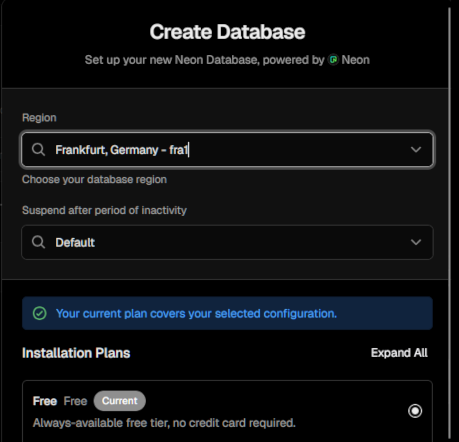 Create Database
Set up your new Neon Database, powered by Neon
Region
Frankfurt, Germany - fra1
Choose your database region
Suspend after period of inactivity
Default
Your current plan covers your selected configuration.
Installation Plans Expand All
Free Free Current
Always-available free tier, no credit card required.